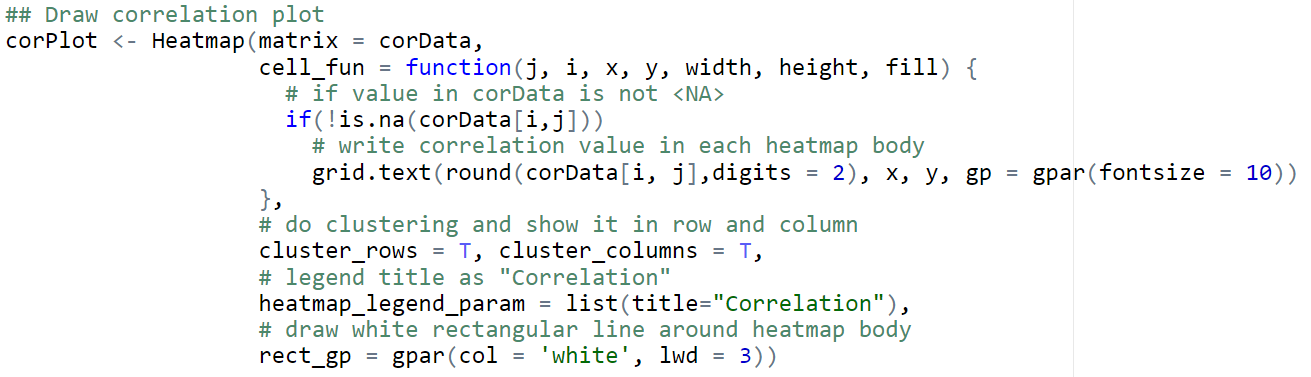 ## Draw correlation plot
corPlot <- Heatmap(matrix = corData,
                   cell_fun = function(j, i, x, y, width, height, fill) {
                     # if value in corData is not <NA>
                     if(!is.na(corData[i,j]))
                       # write correlation value in each heatmap body
                       grid.text(round(corData[i, j],digits = 2), x, y, gp = gpar(fontsize = 10))
                   },
                   # do clustering and show it in row and column
                   cluster_rows = T, cluster_columns = T,
                   # legend title as "Correlation"
                   heatmap_legend_param = list(title="Correlation"),
                   # draw white rectangular line around heatmap body
                   rect_gp = gpar(col = 'white', lwd = 3))